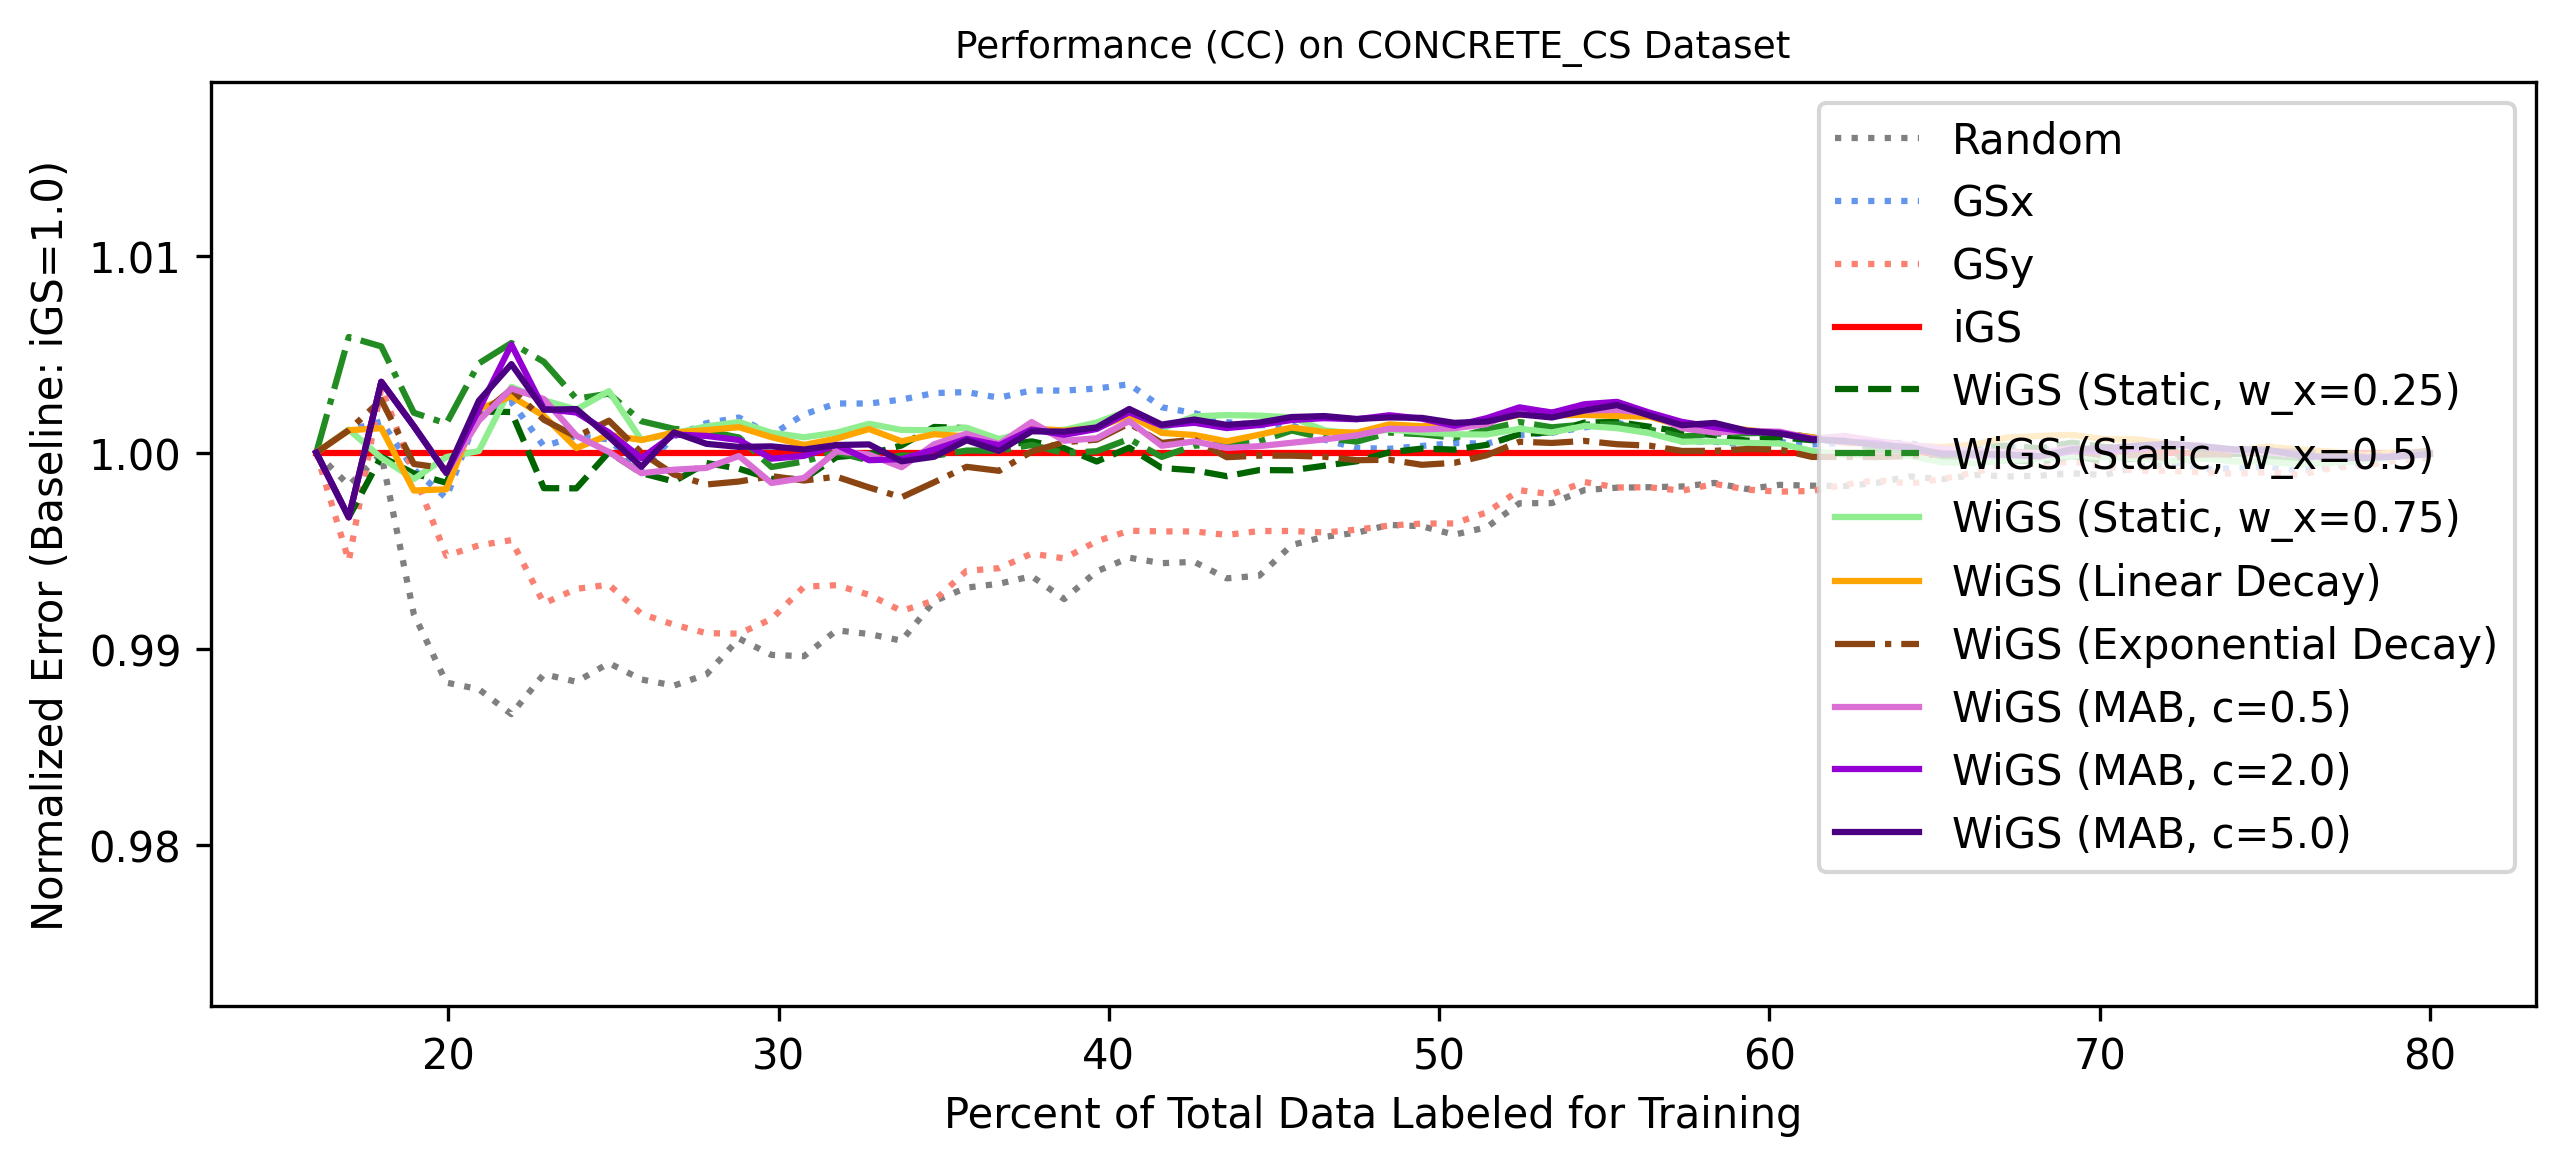 Performance (CC) on CONCRETE_CS Dataset
Normalized Error (Baseline: iGS=1.0)
1.01
1.00
0.99
0.98
Random
GSx
GSy
iGS
WiGS (Static, w_x=0.25)
WiGS (Static, w_x=0.5)
WiGS (Static, w_x=0.75)
WiGS (Linear Decay)
WiGS (Exponential Decay)
WiGS (MAB, c=0.5)
WiGS (MAB, c=2.0)
WiGS (MAB, c=5.0)
20 30 40 50 60 70 80
Percent of Total Data Labeled for Training